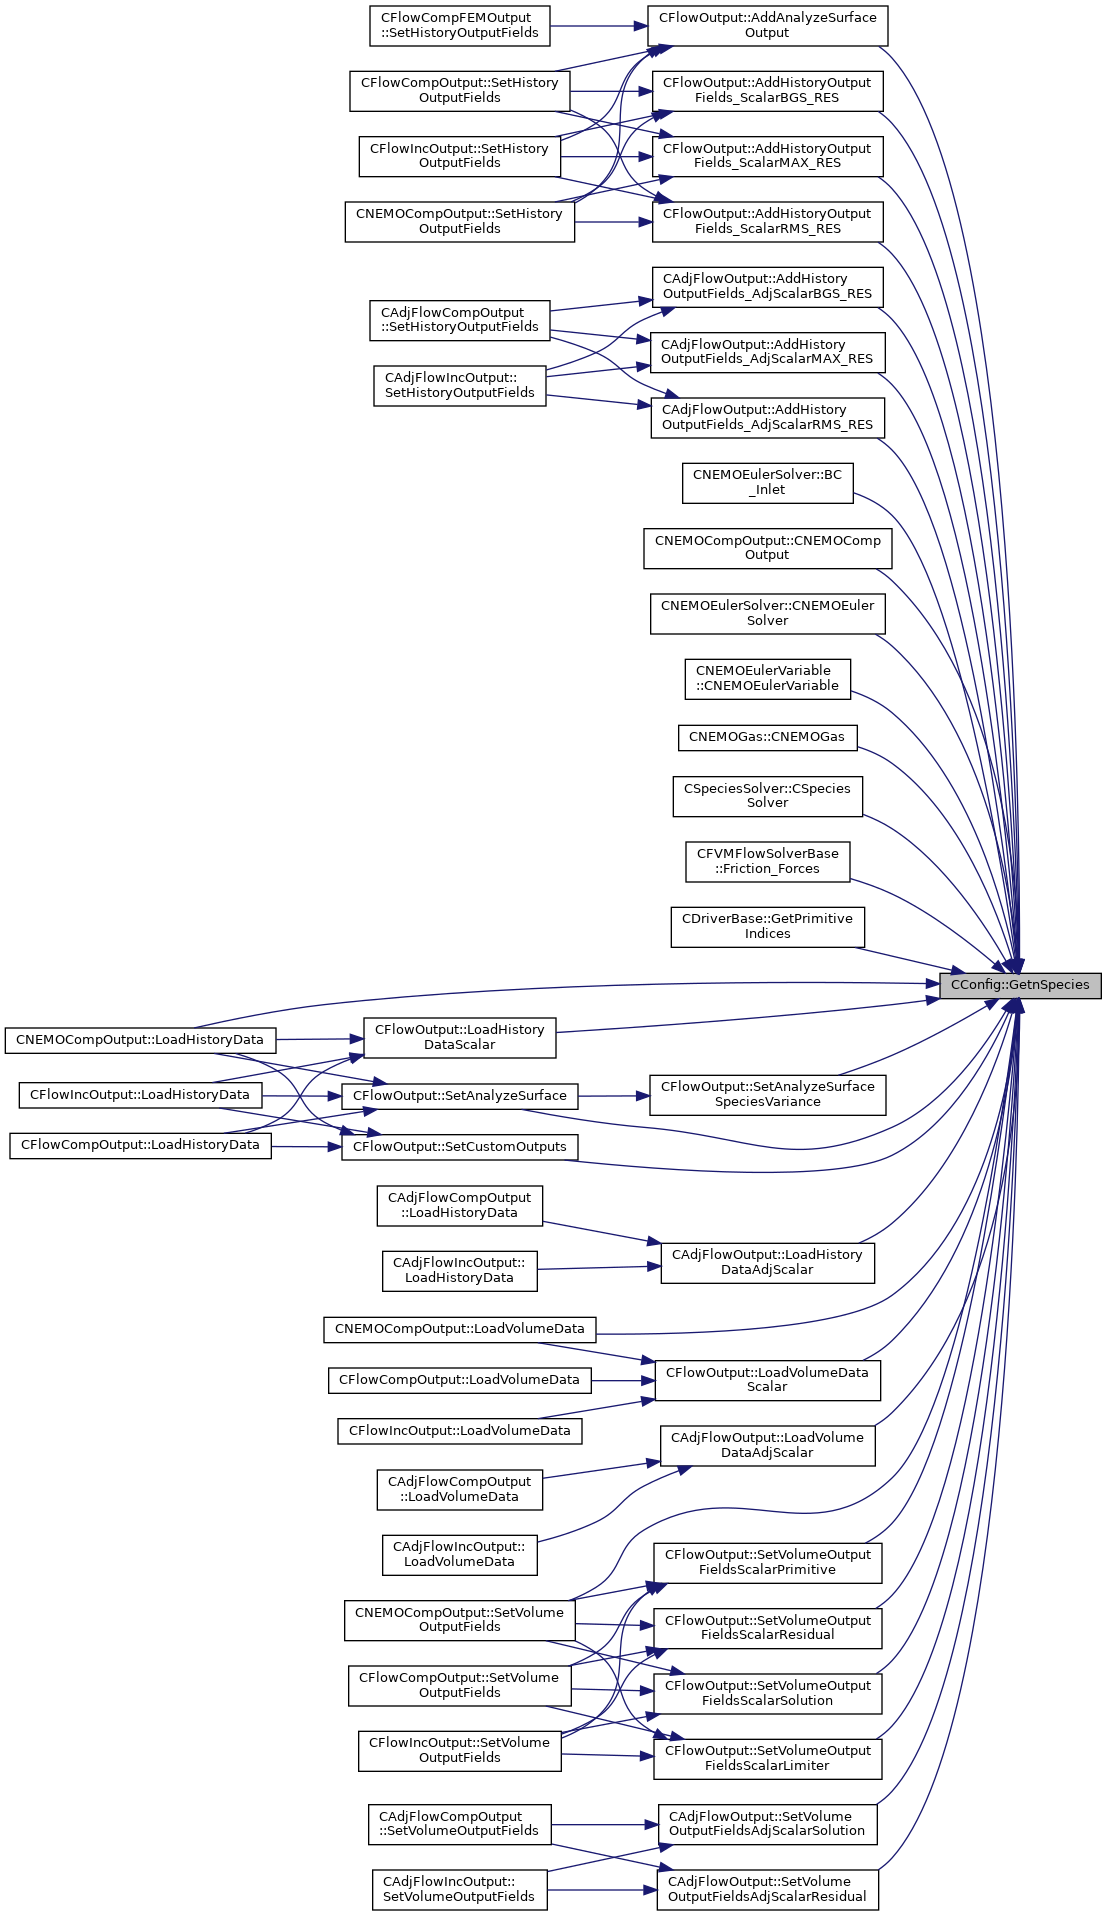 CFlowCompFEMOutput
::SetHistoryOutputFields
CFlowOutput::AddAnalyzeSurface
Output
CFlowCompOutput::SetHistory
OutputFields
CFlowOutput::AddHistoryOutput
Fields_ScalarBGS_RES
CFlowIncOutput::SetHistory
OutputFields
CFlowOutput::AddHistoryOutput
Fields_ScalarMAX_RES
CNEMOCompOutput::SetHistory
OutputFields
CFlowOutput::AddHistoryOutput
Fields_ScalarRMS_RES
CAdjFlowOutput::AddHistory
OutputFields_AdjScalarBGS_RES
CAdjFlowCompOutput
::SetHistoryOutputFields
CAdjFlowOutput::AddHistory
OutputFields_AdjScalarMAX_RES
CAdjFlowIncOutput::
SetHistoryOutputFields
CAdjFlowOutput::AddHistory
OutputFields_AdjScalarRMS_RES
CNEMOEulerSolver::BC
_Inlet
CNEMOCompOutput::CNEMOComp
Output
CNEMOEulerSolver::CNEMOEuler
Solver
CNEMOEulerVariable
::CNEMOEulerVariable
CNEMOGas::CNEMOGas
CSpeciesSolver::CSpecies
Solver
CFVMFlowSolverBase
::Friction_Forces
CDriverBase::GetPrimitive
Indices
CConfig::GetnSpecies
CNEMOCompOutput::LoadHistoryData
CFlowOutput::LoadHistory
DataScalar
CFlowIncOutput::LoadHistoryData
CFlowOutput::SetAnalyzeSurface
CFlowOutput::SetAnalyzeSurface
SpeciesVariance
CFlowCompOutput::LoadHistoryData
CFlowOutput::SetCustomOutputs
CAdjFlowCompOutput
::LoadHistoryData
CAdjFlowIncOutput::
LoadHistoryData
CAdjFlowOutput::LoadHistory
DataAdjScalar
CNEMOCompOutput::LoadVolumeData
CFlowCompOutput::LoadVolumeData
CFlowOutput::LoadVolumeData
Scalar
CFlowIncOutput::LoadVolumeData
CAdjFlowOutput::LoadVolume
DataAdjScalar
CAdjFlowCompOutput
::LoadVolumeData
CAdjFlowIncOutput::
LoadVolumeData
CFlowOutput::SetVolumeOutput
FieldsScalarPrimitive
CNEMOCompOutput::SetVolume
OutputFields
CFlowOutput::SetVolumeOutput
FieldsScalarResidual
CFlowCompOutput::SetVolume
OutputFields
CFlowOutput::SetVolumeOutput
FieldsScalarSolution
CFlowIncOutput::SetVolume
OutputFields
CFlowOutput::SetVolumeOutput
FieldsScalarLimiter
CAdjFlowCompOutput
::SetVolumeOutputFields
CAdjFlowOutput::SetVolume
OutputFieldsAdjScalarSolution
CAdjFlowIncOutput::
SetVolumeOutputFields
CAdjFlowOutput::SetVolume
OutputFieldsAdjScalarResidual